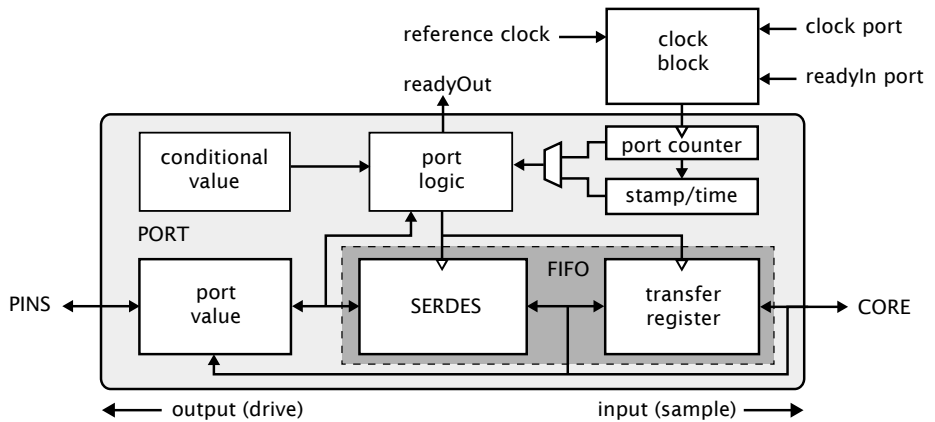 reference clock
clock
block
clock port
readyIn port
readyOut
conditional
value
port
logic
port counter
stamp/time
PORT
FIFO
PINS
port
value
SERDES
transfer
register
CORE
output (drive)
input (sample)